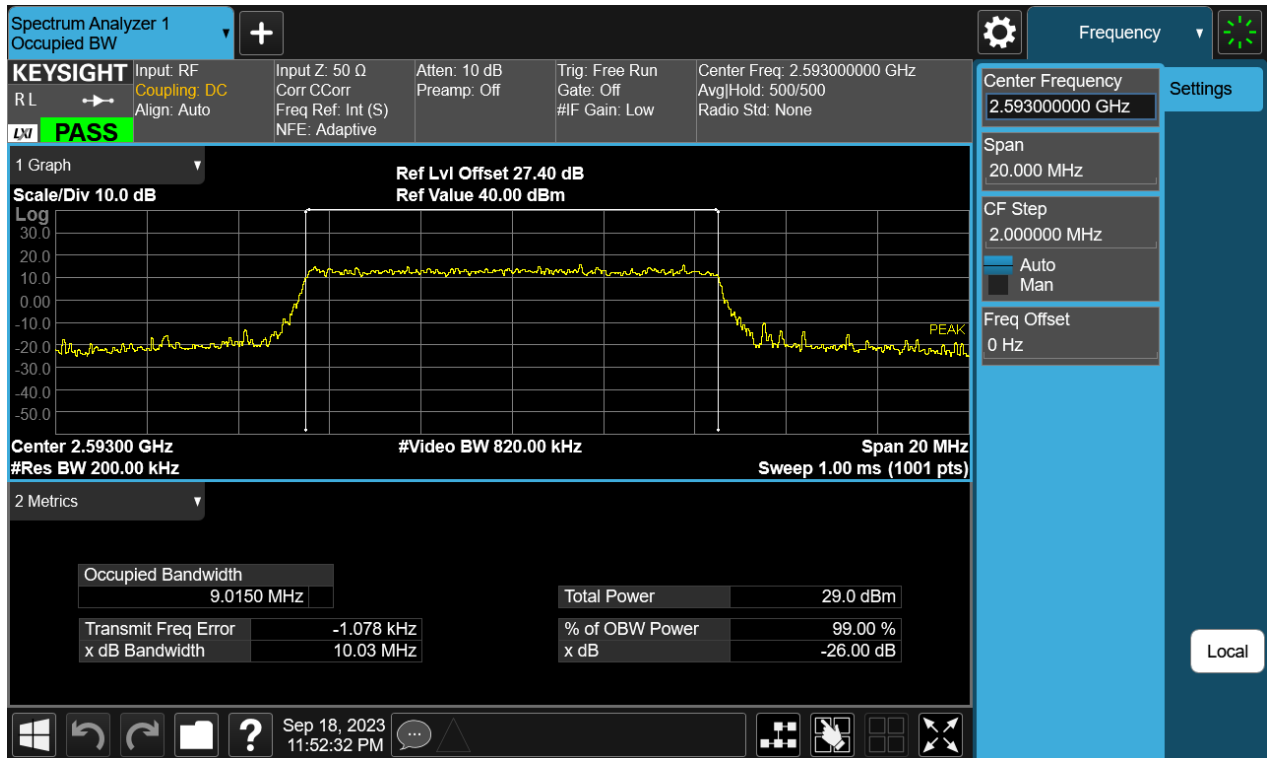 Spectrum Analyzer 1
Occupied BW
+
Frequency
KEYSIGHT
RL
LXI PASS
Input: RF
Coupling: DC
Align: Auto
Input Z: 50 Ω
Corr CCorr
Freq Ref: Int (S)
NFE: Adaptive
Atten: 10 dB
Preamp: Off
Trig: Free Run
Gate: Off
#IF Gain: Low
Center Freq: 2.593000000 GHz
Avg|Hold: 500/500
Radio Std: None
Center Frequency
2.593000000 GHz
Settings
Span
20.000 MHz
CF Step
2.000000 MHz
Auto
Man
Freq Offset
0 Hz
Local
1 Graph
Ref Lvl Offset 27.40 dB
Scale/Div 10.0 dB
Ref Value 40.00 dBm
Log
30.0
20.0
10.0
0.00
-10.0
-20.0
-30.0
-40.0
-50.0
PEAK
Center 2.59300 GHz
#Video BW 820.00 kHz
Span 20 MHz
#Res BW 200.00 kHz
Sweep 1.00 ms (1001 pts)
2 Metrics
Occupied Bandwidth
9.0150 MHz
Total Power 29.0 dBm
Transmit Freq Error -1.078 kHz
% of OBW Power 99.00 %
x dB Bandwidth 10.03 MHz
x dB -26.00 dB
?
Sep 18, 2023
11:52:32 PM